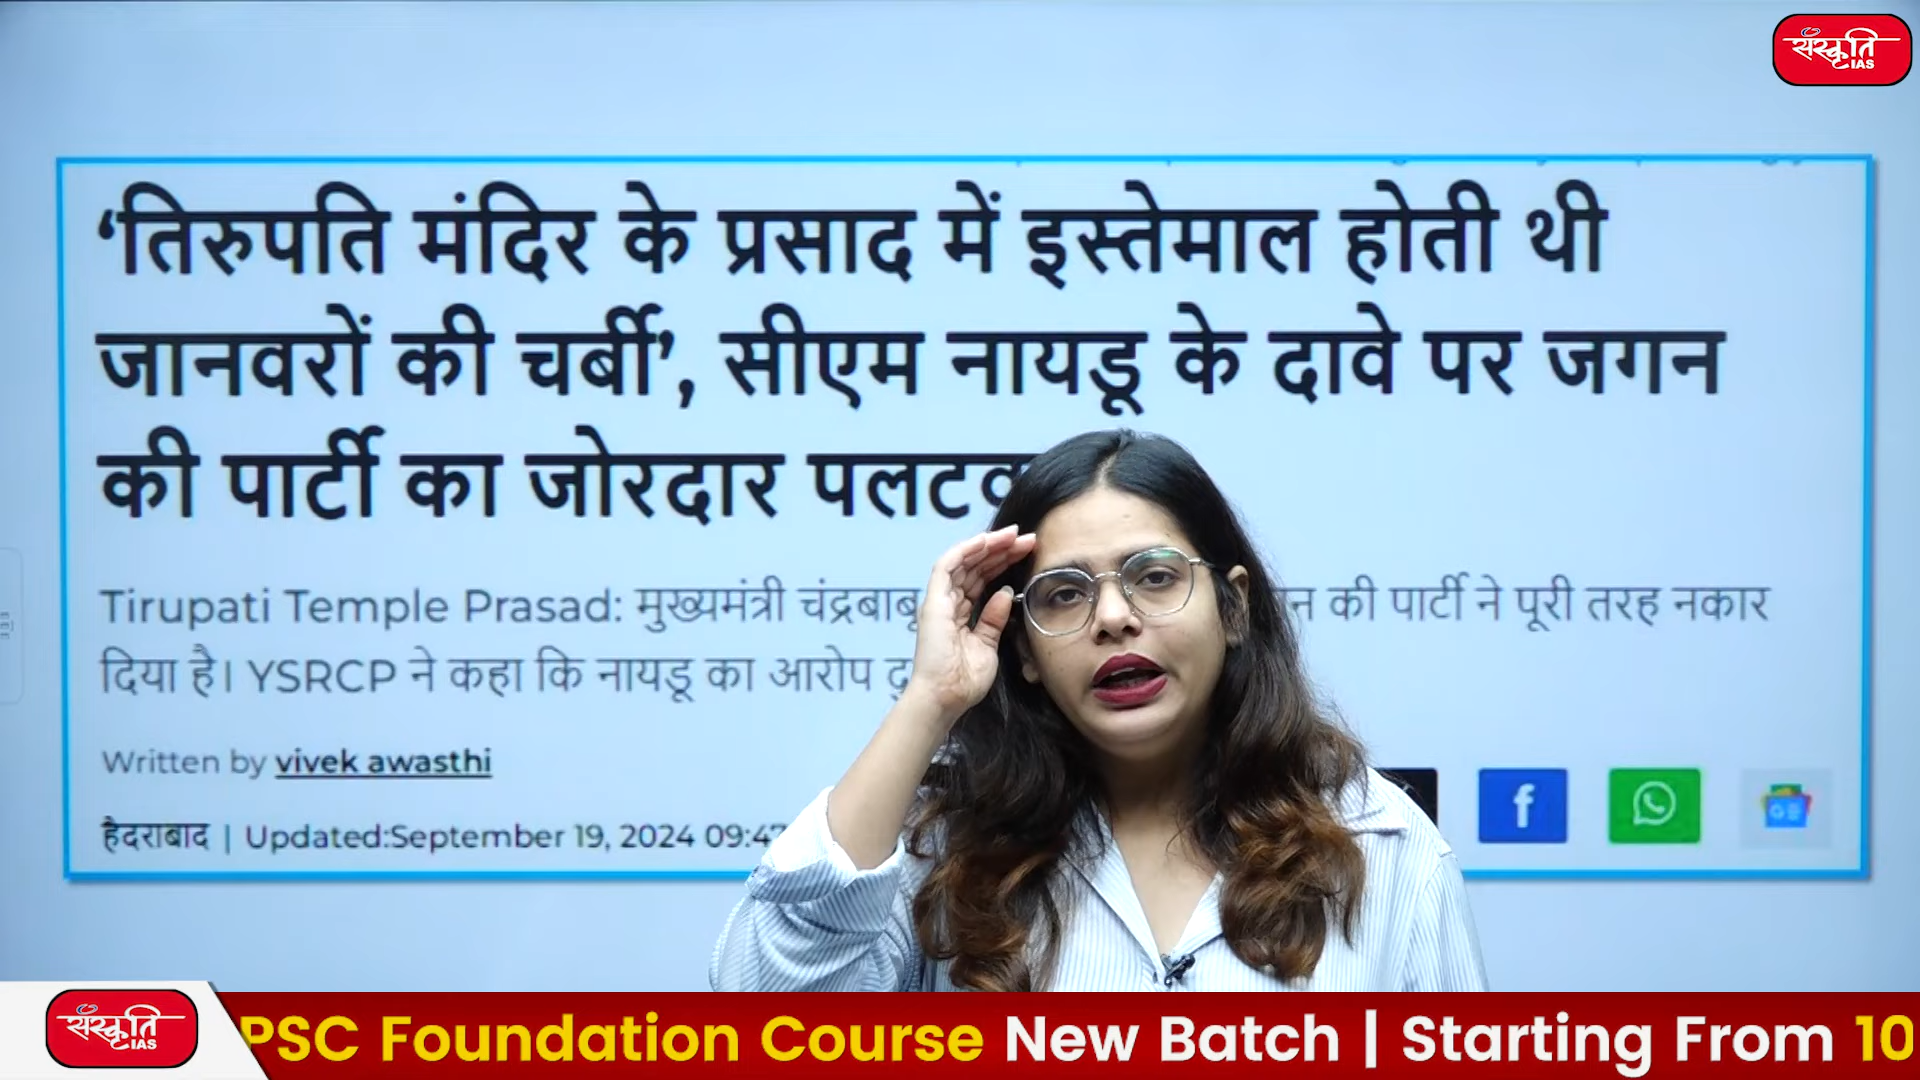 संस्कृति
IAS
‘तिरुपति मंदिर के प्रसाद में इस्तेमाल होती थी
जानवरों की चर्बी’, सीएम नायडू के दावे पर जगन
की पार्टी का जोरदार
Tirupati Temple Prasad: मुख्यमंत्री की पार्टी ने पूरी तरह नकार
दिया है। YSRCP ने कहा कि नायडू का आरोप
Written by vivek awasthi
हैदराबाद | Updated:September 19, 2024
f
संस्कृति
IAS
PSC Foundation Course New Batch | Starting From 10